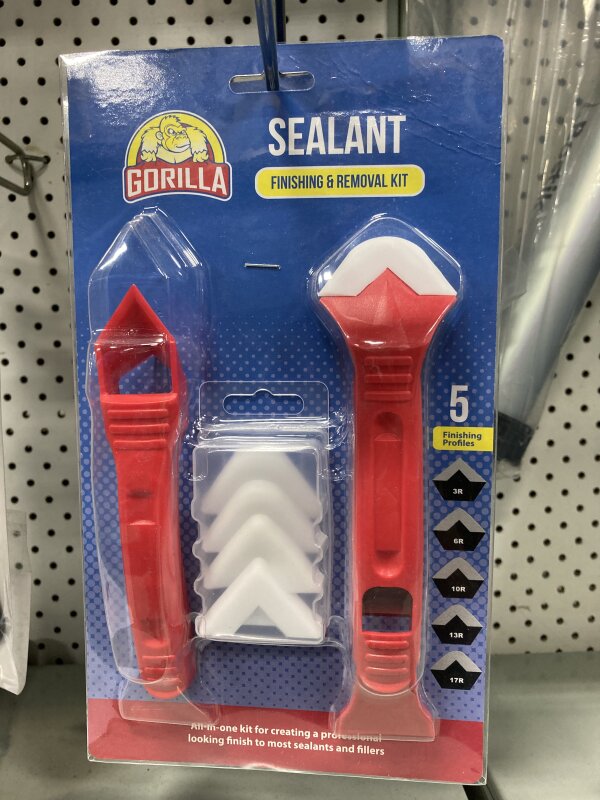 GORILLA
SEALANT
FINISHING & REMOVAL KIT
5
Finishing
Profiles
3R
6R
10R
13R
17R
All-in-one kit for creating a professional
looking finish to most sealants and fillers